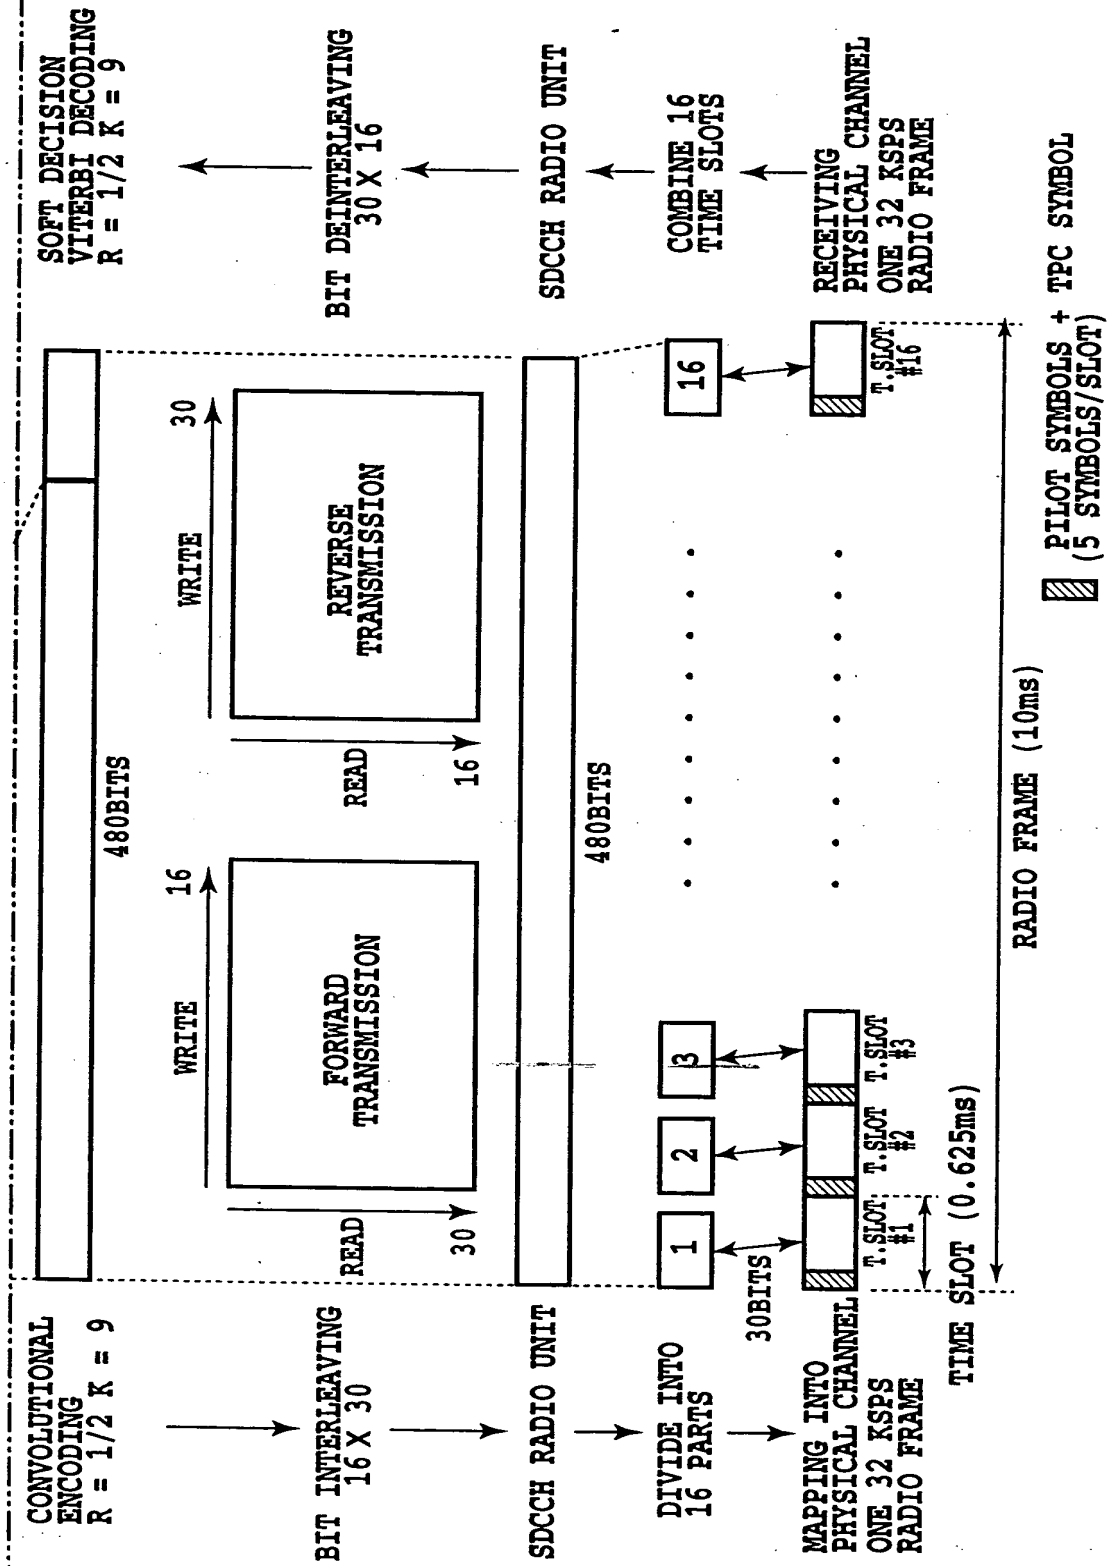 CONVOLUTIONAL
ENCODING
R = 1/2 K = 9
BIT INTERLEAVING
16 X 30
SDCCH RADIO UNIT
DIVIDE INTO
16 PARTS
MAPPING INTO
PHYSICAL CHANNEL
ONE 32 KSPS
RADIO FRAME
480BITS
WRITE
16
READ
30
FORWARD
TRANSMISSION
WRITE
30
READ
16
REVERSE
TRANSMISSION
480BITS
1
2
3
16
30BITS
T.SLOT
#1
T.SLOT
#2
T.SLOT
#3
T.SLOT
#16
TIME SLOT (0.625ms)
RADIO FRAME (10ms)
PILOT SYMBOLS + TPC SYMBOL
(5 SYMBOLS/SLOT)
SOFT DECISION
VITERBI DECODING
R = 1/2 K = 9
BIT DEINTERLEAVING
30 X 16
SDCCH RADIO UNIT
COMBINE 16
TIME SLOTS
RECEIVING
PHYSICAL CHANNEL
ONE 32 KSPS
RADIO FRAME